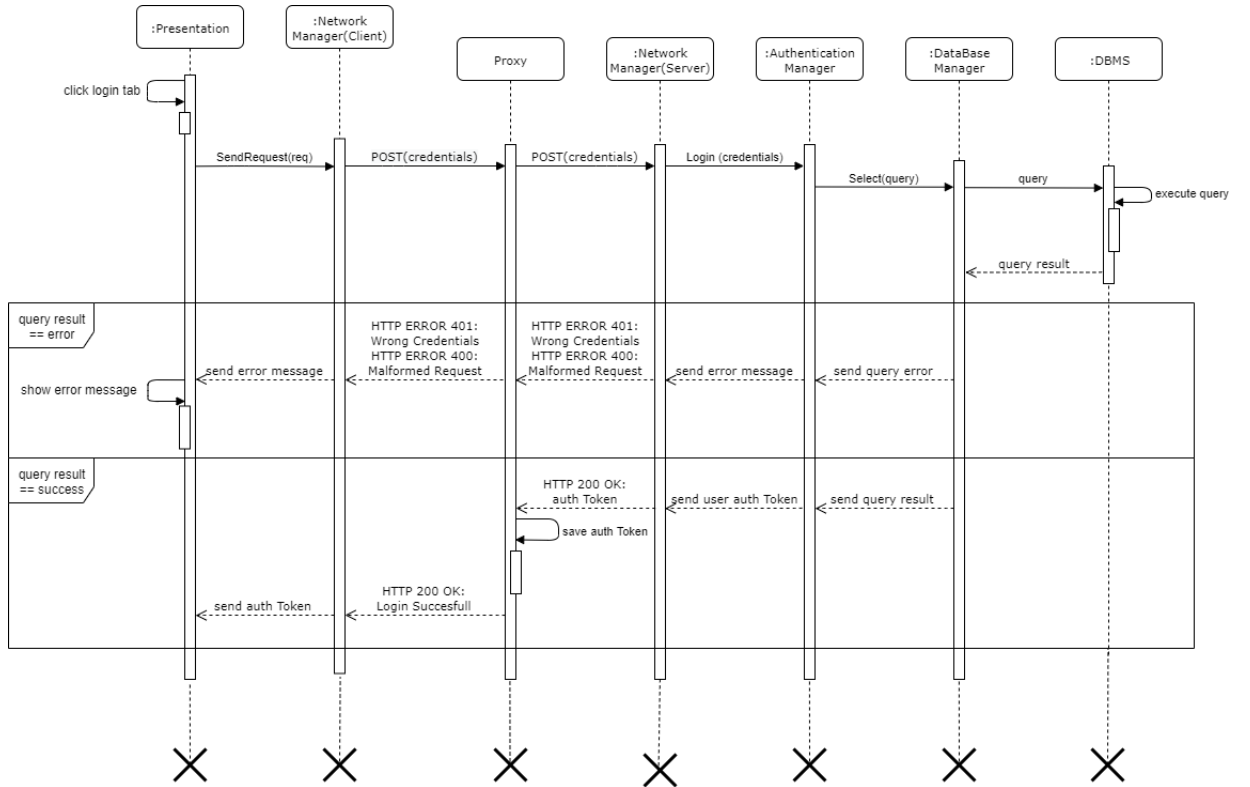 :Presentation
:Network
Manager(Client)
Proxy
:Network
Manager(Server)
:Authentication
Manager
:DataBase
Manager
:DBMS
click login tab
SendRequest(req)
POST(credentials)
POST(credentials)
Login (credentials)
Select(query)
query
execute query
query result
query result
== error
HTTP ERROR 401:
Wrong Credentials
HTTP ERROR 400:
Malformed Request
HTTP ERROR 401:
Wrong Credentials
HTTP ERROR 400:
Malformed Request
send error message
send error message
send query error
show error message
query result
== success
HTTP 200 OK:
auth Token
send user auth Token
send query result
save auth Token
HTTP 200 OK:
Login Succesfull
send auth Token